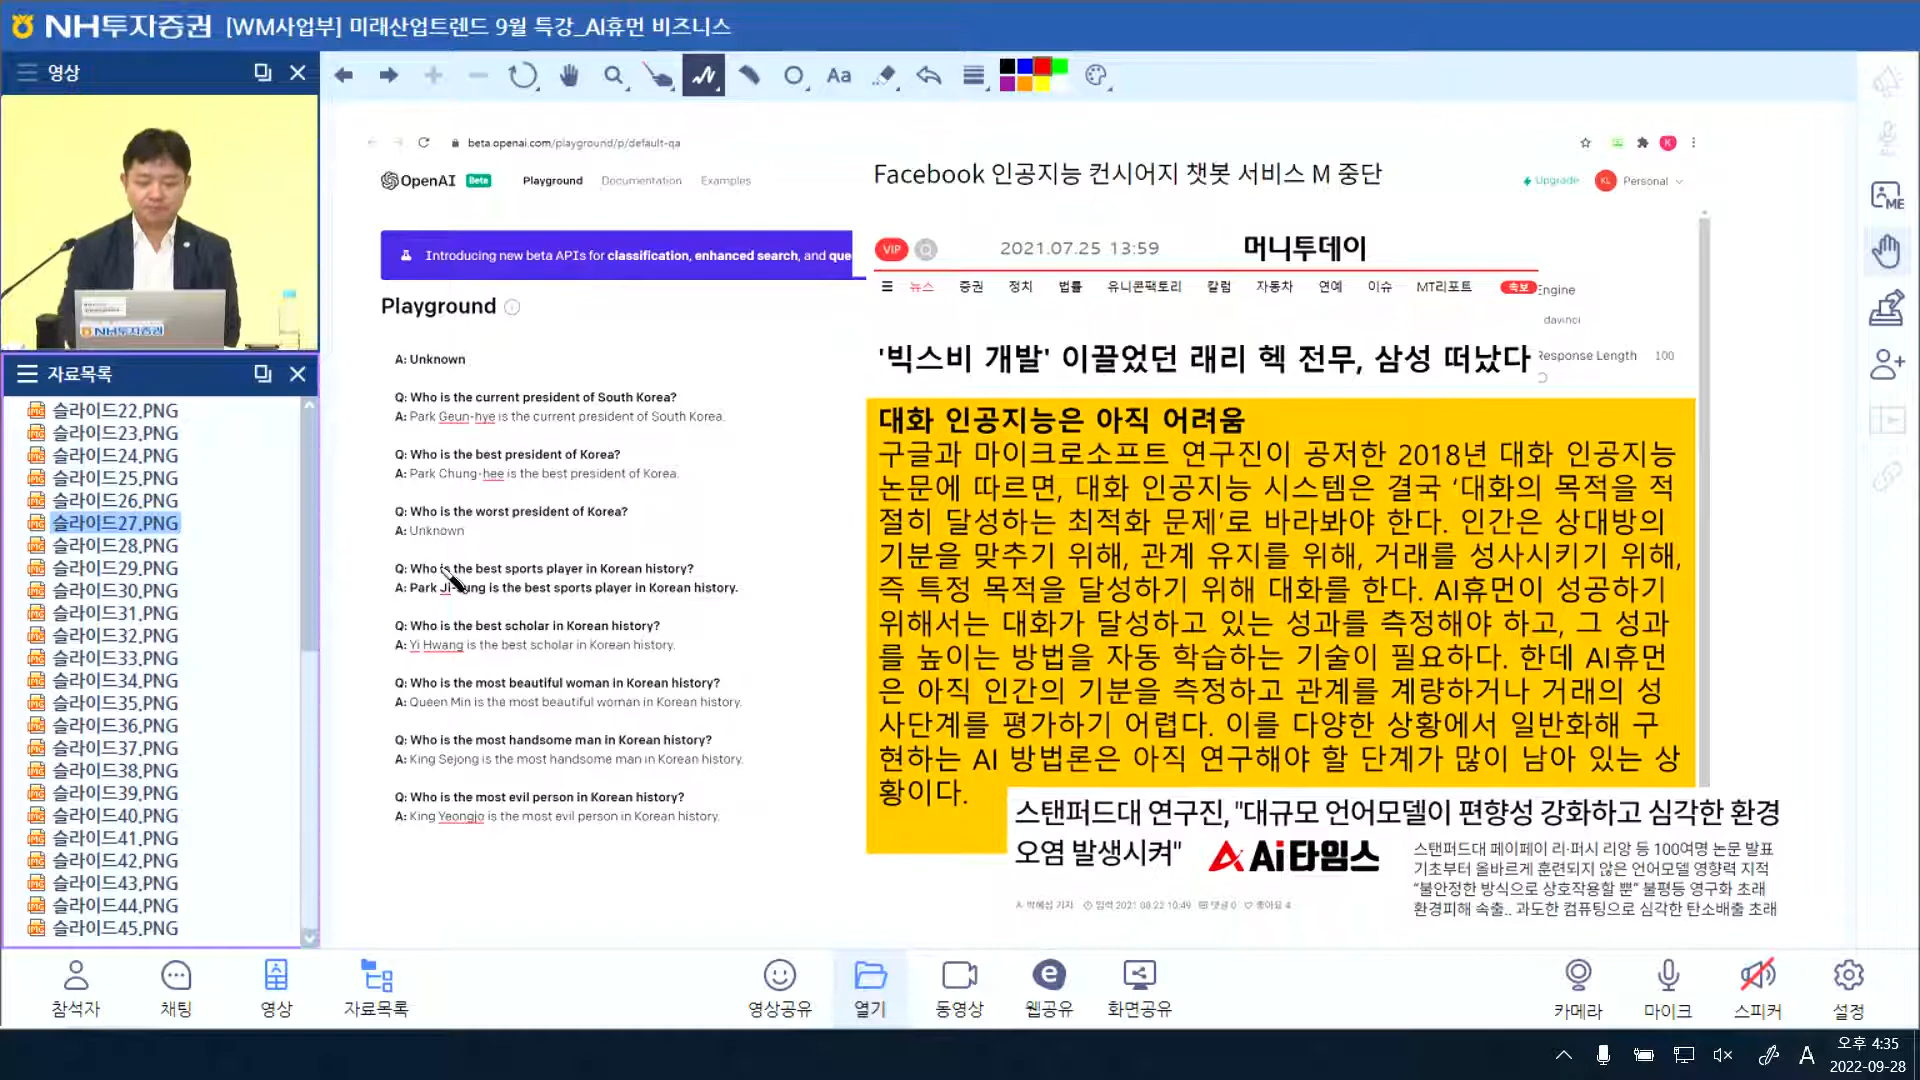 NH투자증권 [WM사업부] 미래산업트렌드 9월 특강_AI휴먼 비즈니스
영상
NH투자증권
자료목록
슬라이드22.PNG
슬라이드23.PNG
슬라이드24.PNG
슬라이드25.PNG
슬라이드26.PNG
슬라이드27.PNG
슬라이드28.PNG
슬라이드29.PNG
슬라이드30.PNG
슬라이드31.PNG
슬라이드32.PNG
슬라이드33.PNG
슬라이드34.PNG
슬라이드35.PNG
슬라이드36.PNG
슬라이드37.PNG
슬라이드38.PNG
슬라이드39.PNG
슬라이드40.PNG
슬라이드41.PNG
슬라이드42.PNG
슬라이드43.PNG
슬라이드44.PNG
슬라이드45.PNG
Aa
ME
beta.openai.com/playground/p/default-qa
K
OpenAI Beta Playground Documentation Examples
Upgrade KL Personal
Introducing new beta APIs for classification, enhanced search, and que
Playground
A: Unknown
Q: Who is the current president of South Korea?
A: Park Geun-hye is the current president of South Korea.
Q: Who is the best president of Korea?
A: Park Chung-hee is the best president of Korea.
Q: Who is the worst president of Korea?
A: Unknown
Q: Who is the best sports player in Korean history?
A: Park Ji-sung is the best sports player in Korean history.
Q: Who is the best scholar in Korean history?
A: Yi Hwang is the best scholar in Korean history.
Q: Who is the most beautiful woman in Korean history?
A: Queen Min is the most beautiful woman in Korean history.
Q: Who is the most handsome man in Korean history?
A: King Sejong is the most handsome man in Korean history.
Q: Who is the most evil person in Korean history?
A: King Yeongjo is the most evil person in Korean history.
Facebook 인공지능 컨시어지 챗봇 서비스 M 중단
VIP 2021.07.25 13:59 머니투데이
뉴스 증권 정치 법률 유니콘팩토리 칼럼 자동차 연예 이슈 MT리포트 속보
Engine
davinci
'빅스비 개발' 이끌었던 래리 헥 전무, 삼성 떠났다
Response Length 100
대화 인공지능은 아직 어려움
구글과 마이크로소프트 연구진이 공저한 2018년 대화 인공지능
논문에 따르면, 대화 인공지능 시스템은 결국 ‘대화의 목적을 적
절히 달성하는 최적화 문제’로 바라봐야 한다. 인간은 상대방의
기분을 맞추기 위해, 관계 유지를 위해, 거래를 성사시키기 위해,
즉 특정 목적을 달성하기 위해 대화를 한다. AI휴먼이 성공하기
위해서는 대화가 달성하고 있는 성과를 측정해야 하고, 그 성과
를 높이는 방법을 자동 학습하는 기술이 필요하다. 한데 AI휴먼
은 아직 인간의 기분을 측정하고 관계를 계량하거나 거래의 성
사단계를 평가하기 어렵다. 이를 다양한 상황에서 일반화해 구
현하는 AI 방법론은 아직 연구해야 할 단계가 많이 남아 있는 상
황이다.
스탠퍼드대 연구진, "대규모 언어모델이 편향성 강화하고 심각한 환경
오염 발생시켜"
Ai타임스
박혜섭 기자 입력 2021.08.22 10:49 댓글 0 좋아요 4
스탠퍼드대 페이페이 리·퍼시 리앙 등 100여명 논문 발표
기초부터 올바르게 훈련되지 않은 언어모델 영향력 지적
“불안정한 방식으로 상호작용할 뿐” 불평등 영구화 초래
환경피해 속출.. 과도한 컴퓨팅으로 심각한 탄소배출 초래
참석자 채팅 영상 자료목록 영상공유 열기 동영상 웹공유 화면공유 카메라 마이크 스피커 설정
A
오후 4:35
2022-09-28